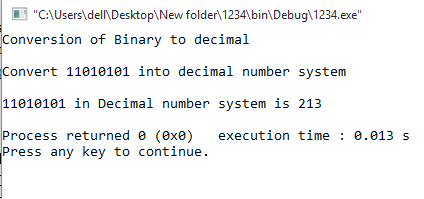 "C:\Users\dell\Desktop\New folder\1234\bin\Debug\1234.exe"
Conversion of Binary to decimal
Convert 11010101 into decimal number system
11010101 in Decimal number system is 213
Process returned 0 (0x0)   execution time : 0.013 s
Press any key to continue.